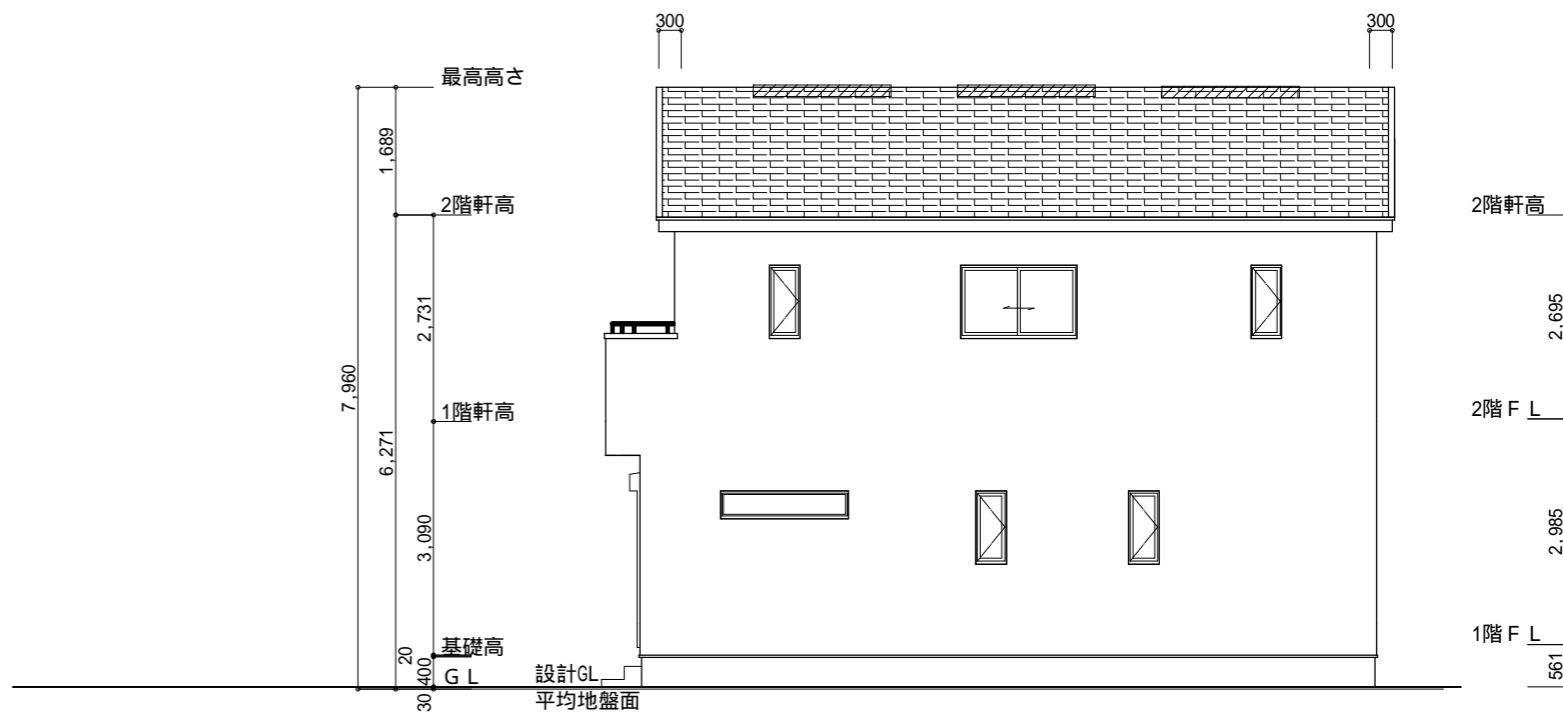 300
300
最高高さ
1,689
2階軒高
2階軒高
2,731
2,695
7,960
1階軒高
2階ＦＬ
6,271
3,090
2,985
1階ＦＬ
基礎高
20
400
ＧＬ
設計GL
561
30
平均地盤面